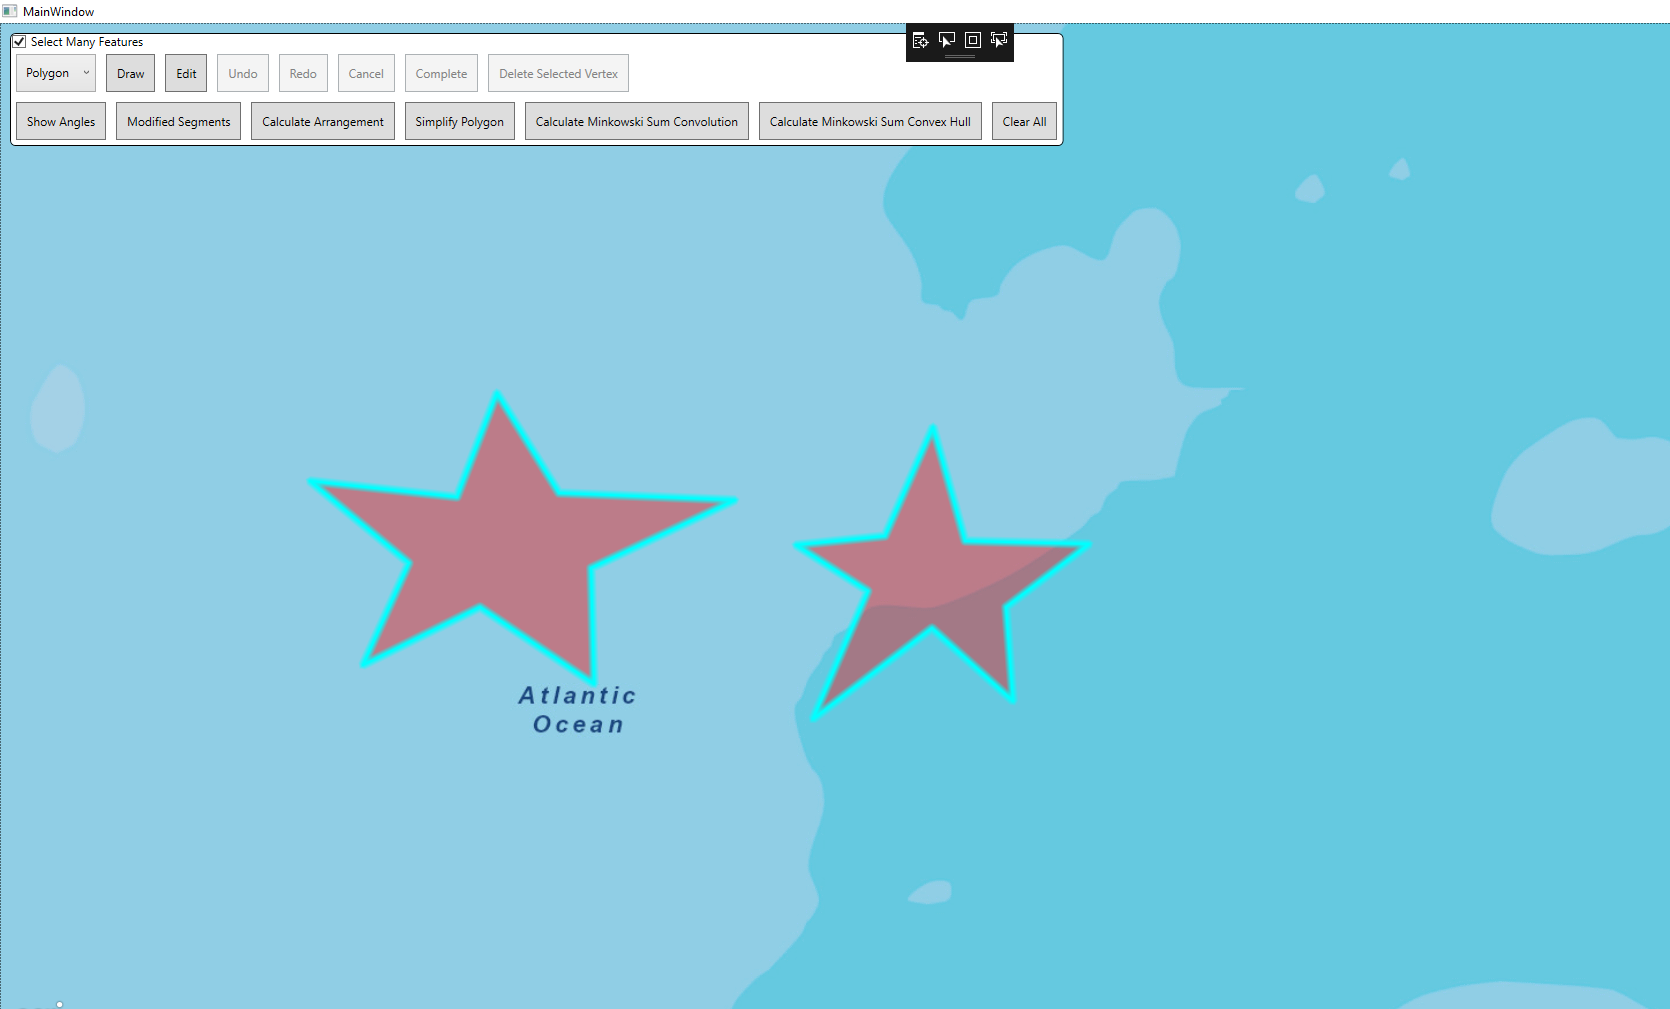 MainWindow
Select Many Features
Polygon Draw Edit Undo Redo Cancel Complete Delete Selected Vertex
Show Angles Modified Segments Calculate Arrangement Simplify Polygon Calculate Minkowski Sum Convolution Calculate Minkowski Sum Convex Hull Clear All
Atlantic
Ocean